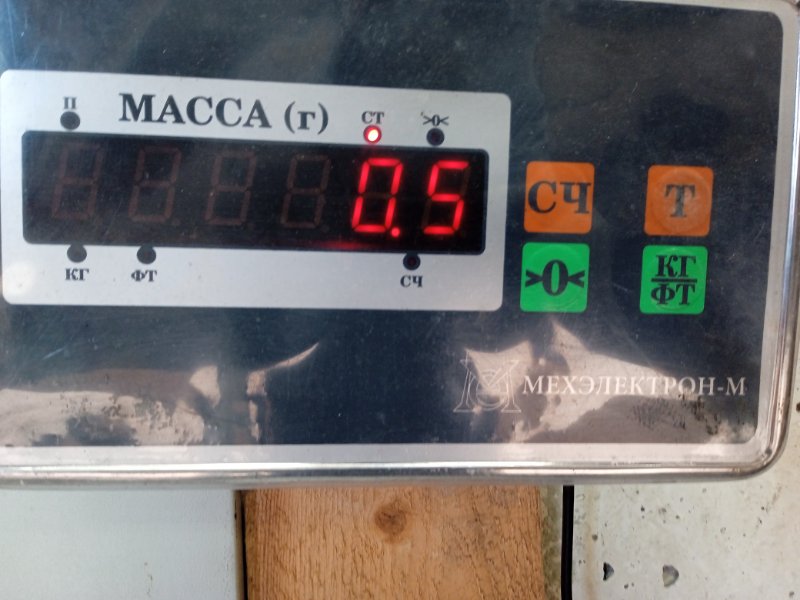 П МАССА (г) СТ >0<
0.5
КГ ФТ СЧ
СЧ Т
>0< КГ
ФТ
МЕХЭЛЕКТРОН-М